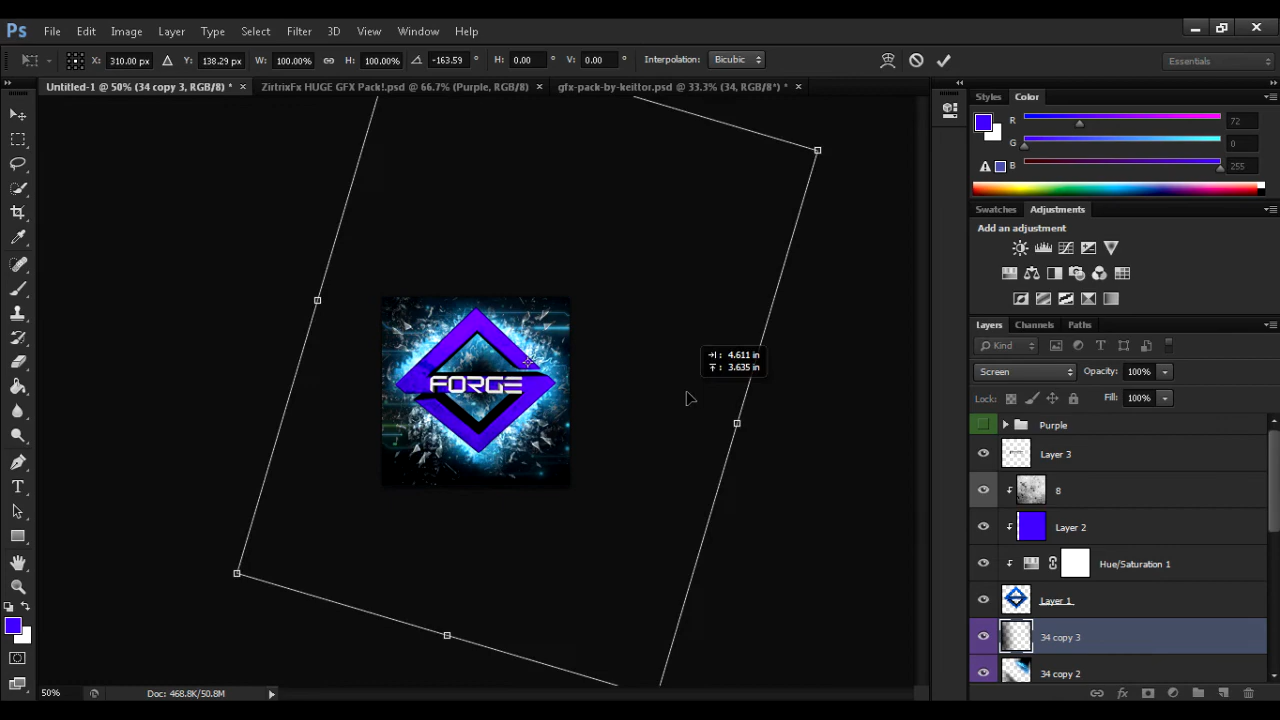 Ps File Edit Image Layer Type Select Filter 3D View Window Help
X: 310.00 px Y: 138.29 px W: 100.00% H: 100.00% -163.59 ° H: 0.00 ° V: 0.00 ° Interpolation: Bicubic Essentials
Untitled-1 @ 50% (34 copy 3, RGB/8) * × ZirtrixFx HUGE GFX Pack!.psd @ 66.7% (Purple, RGB/8) × gfx-pack-by-keiltor.psd @ 33.3% (34, RGB/8*) * ×
Styles Color
R 72
G 0
B 255
Swatches Adjustments
Add an adjustment
Layers Channels Paths
Kind
Screen Opacity: 100%
Lock: Fill: 100%
Purple
Layer 3
8
Layer 2
Hue/Saturation 1
Layer 1
34 copy 3
34 copy 2
: 4.611 in
: 3.635 in
FORGE
50% Doc: 468.8K/50.8M